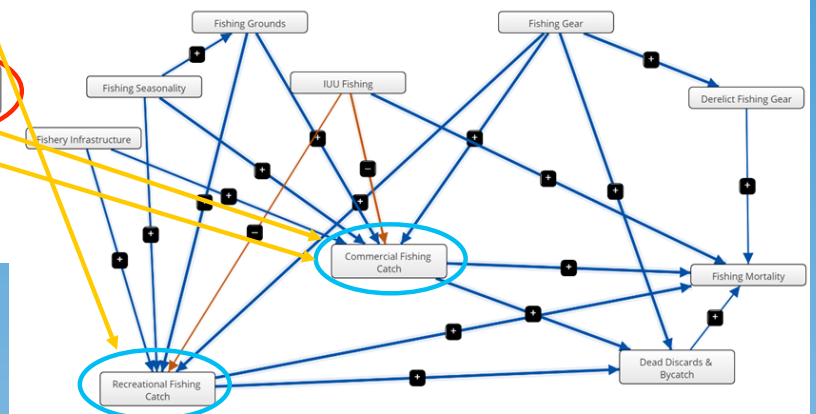 Fishing Grounds
Fishing Gear
+
+
Fishing Seasonality
IUU Fishing
Derelict Fishing Gear
Fishery Infrastructure
+
+
–
+
+
+
+
+
+
+
+
+
–
+
Commercial Fishing
Catch
+
+
Fishing Mortality
+
+
+
Dead Discards &
Bycatch
+
Recreational Fishing
Catch